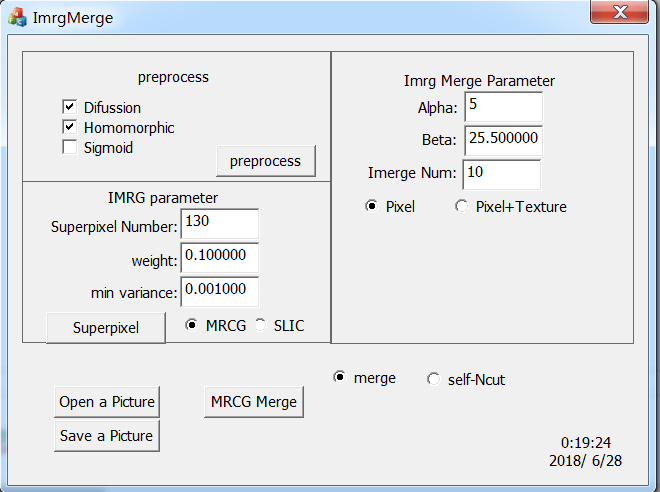 ImrgMerge
preprocess
Difussion
Homomorphic
Sigmoid
preprocess
IMRG parameter
Superpixel Number: 130
weight: 0.100000
min variance: 0.001000
Superpixel
MRCG
SLIC
Imrg Merge Parameter
Alpha: 5
Beta: 25.500000
Imerge Num: 10
Pixel
Pixel+Texture
merge
self-Ncut
Open a Picture
MRCG Merge
Save a Picture
0:19:24
2018/ 6/28